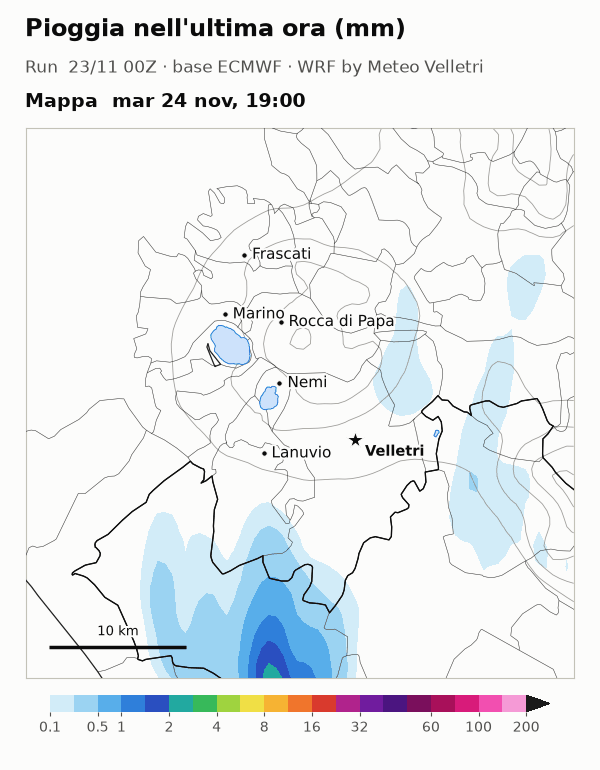 Pioggia nell'ultima ora (mm)
Run  23/11 00Z · base ECMWF · WRF by Meteo Velletri
Mappa  mar 24 nov, 19:00
Frascati
Marino
Rocca di Papa
Nemi
Velletri
Lanuvio
10 km
0.1 0.5 1 2 4 8 16 32 60 100 200